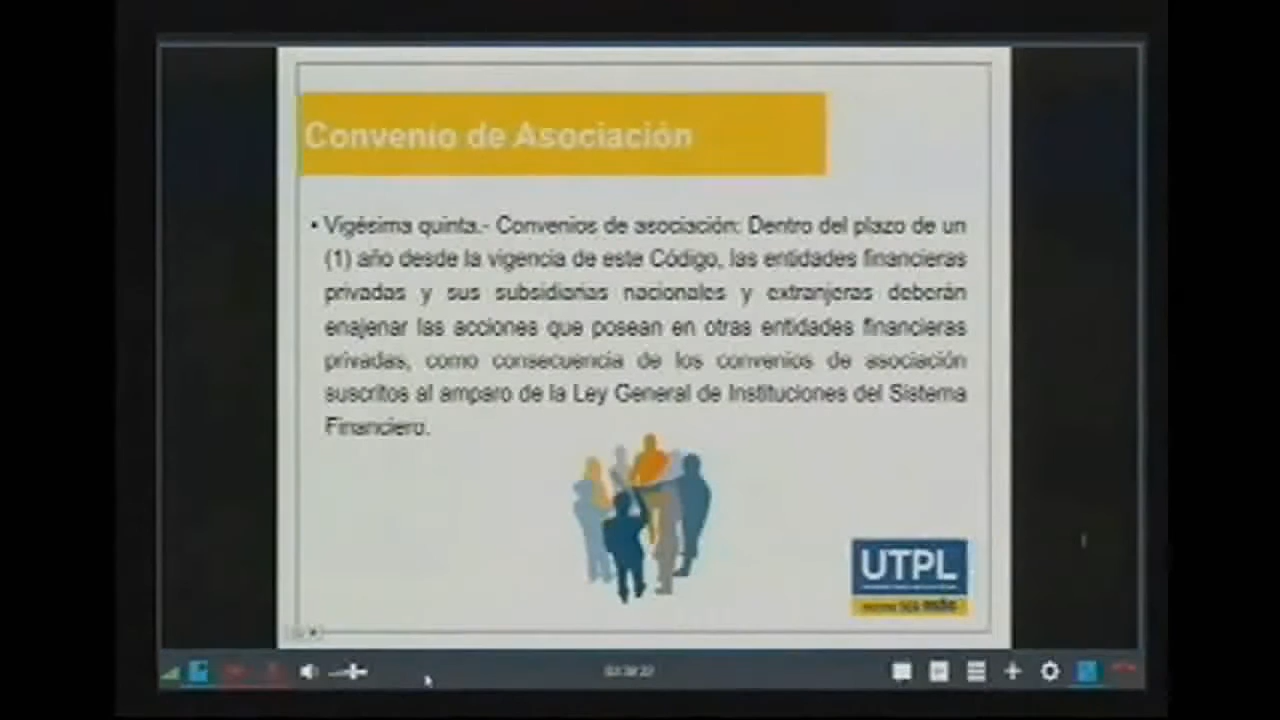 Convenio de Asociación
• Vigésima quinta.- Convenios de asociación: Dentro del plazo de un
(1) año desde la vigencia de este Código, las entidades financieras
privadas y sus subsidiarias nacionales y extranjeras deberán
enajenar las acciones que posean en otras entidades financieras
privadas, como consecuencia de los convenios de asociación
suscritos al amparo de la Ley General de Instituciones del Sistema
Financiero.
UTPL
más